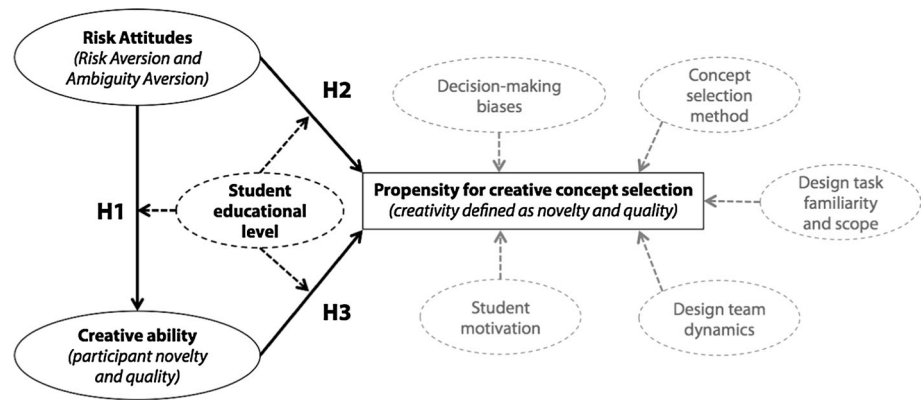 Risk Attitudes
(Risk Aversion and
Ambiguity Aversion)
H2
Decision-making
biases
Concept
selection
method
H1
Student
educational
level
Propensity for creative concept selection
(creativity defined as novelty and quality)
Design task
familiarity
and scope
H3
Creative ability
(participant novelty
and quality)
Student
motivation
Design team
dynamics